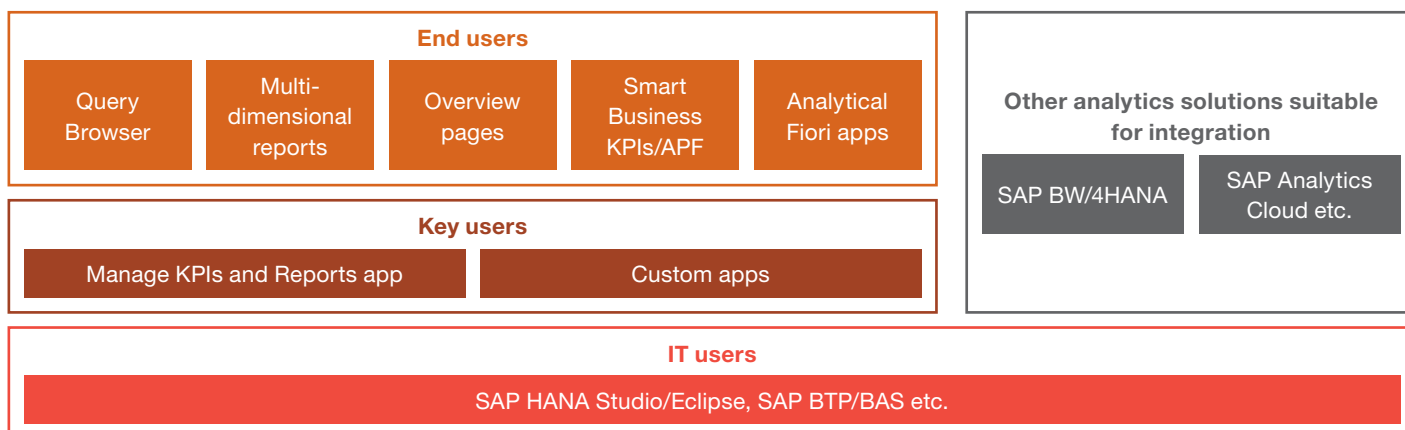 End users
Query
Browser
Multi-
dimensional
reports
Overview
pages
Smart
Business
KPIs/APF
Analytical
Fiori apps
Key users
Manage KPIs and Reports app
Custom apps
Other analytics solutions suitable
for integration
SAP BW/4HANA
SAP Analytics
Cloud etc.
IT users
SAP HANA Studio/Eclipse, SAP BTP/BAS etc.